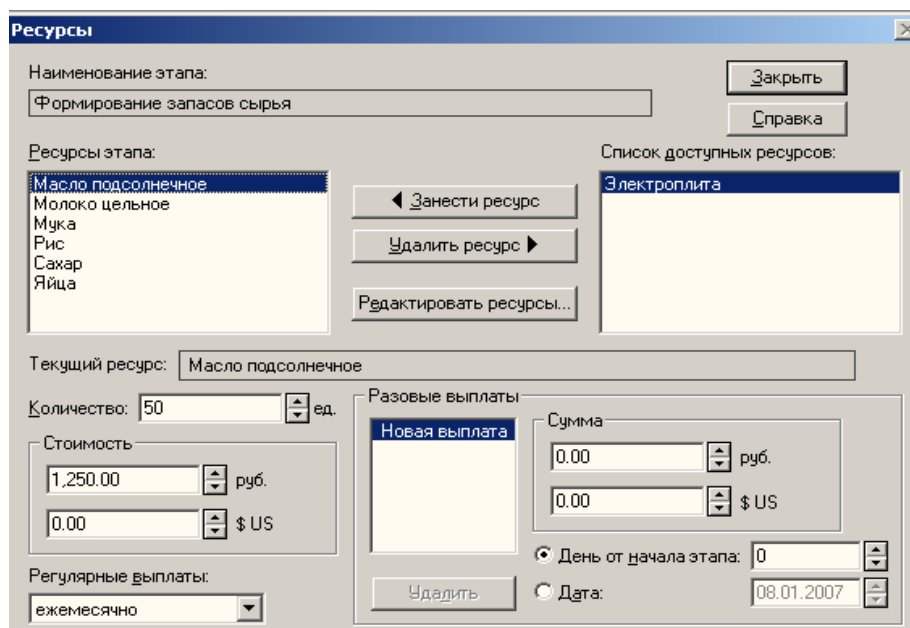 Ресурсы
Наименование этапа:
Закрыть
Формирование запасов сырья
Справка
Ресурсы этапа:
Список доступных ресурсов:
Масло подсолнечное
Молоко цельное
Мука
Рис
Сахар
Яйца
Занести ресурс
Удалить ресурс
Редактировать ресурсы...
Электроплита
Текущий ресурс: Масло подсолнечное
Количество: 50 ед.
Стоимость
1,250.00 руб.
0.00 $ US
Регулярные выплаты:
ежемесячно
Разовые выплаты
Новая выплата
Удалить
Сумма
0.00 руб.
0.00 $ US
День от начала этапа: 0
Дата: 08.01.2007